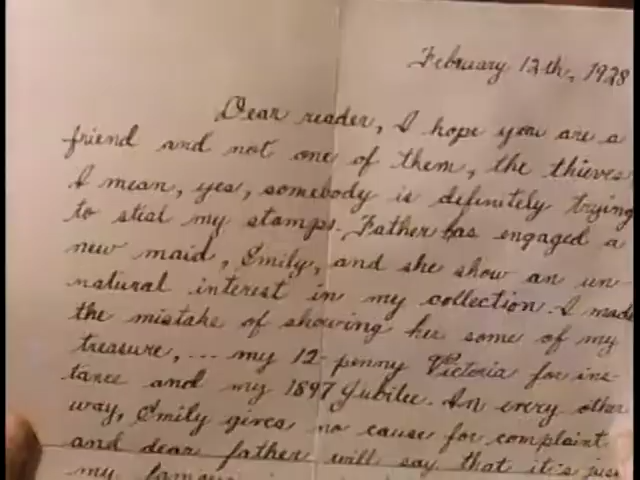 February 12th, 1928
Dear reader, I hope you are a
friend and not one of them, the thieves
I mean, yes, somebody is definitely trying
to steal my stamps. Father has engaged a
new maid, Emily, and she show an un-
natural interest in my collection. I made
the mistake of showing her some of my
treasure, ... my 12-penny Victoria for ins-
tance and my 1897 Jubilee. In every other
way, Emily gives no cause for complaint
and dear father will say that it's just
my famous